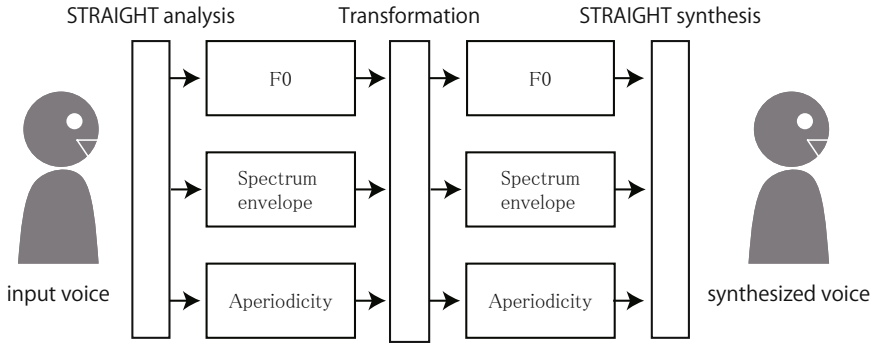 STRAIGHT analysis
Transformation
STRAIGHT synthesis
F0
F0
Spectrum
envelope
Spectrum
envelope
Aperiodicity
Aperiodicity
input voice
synthesized voice